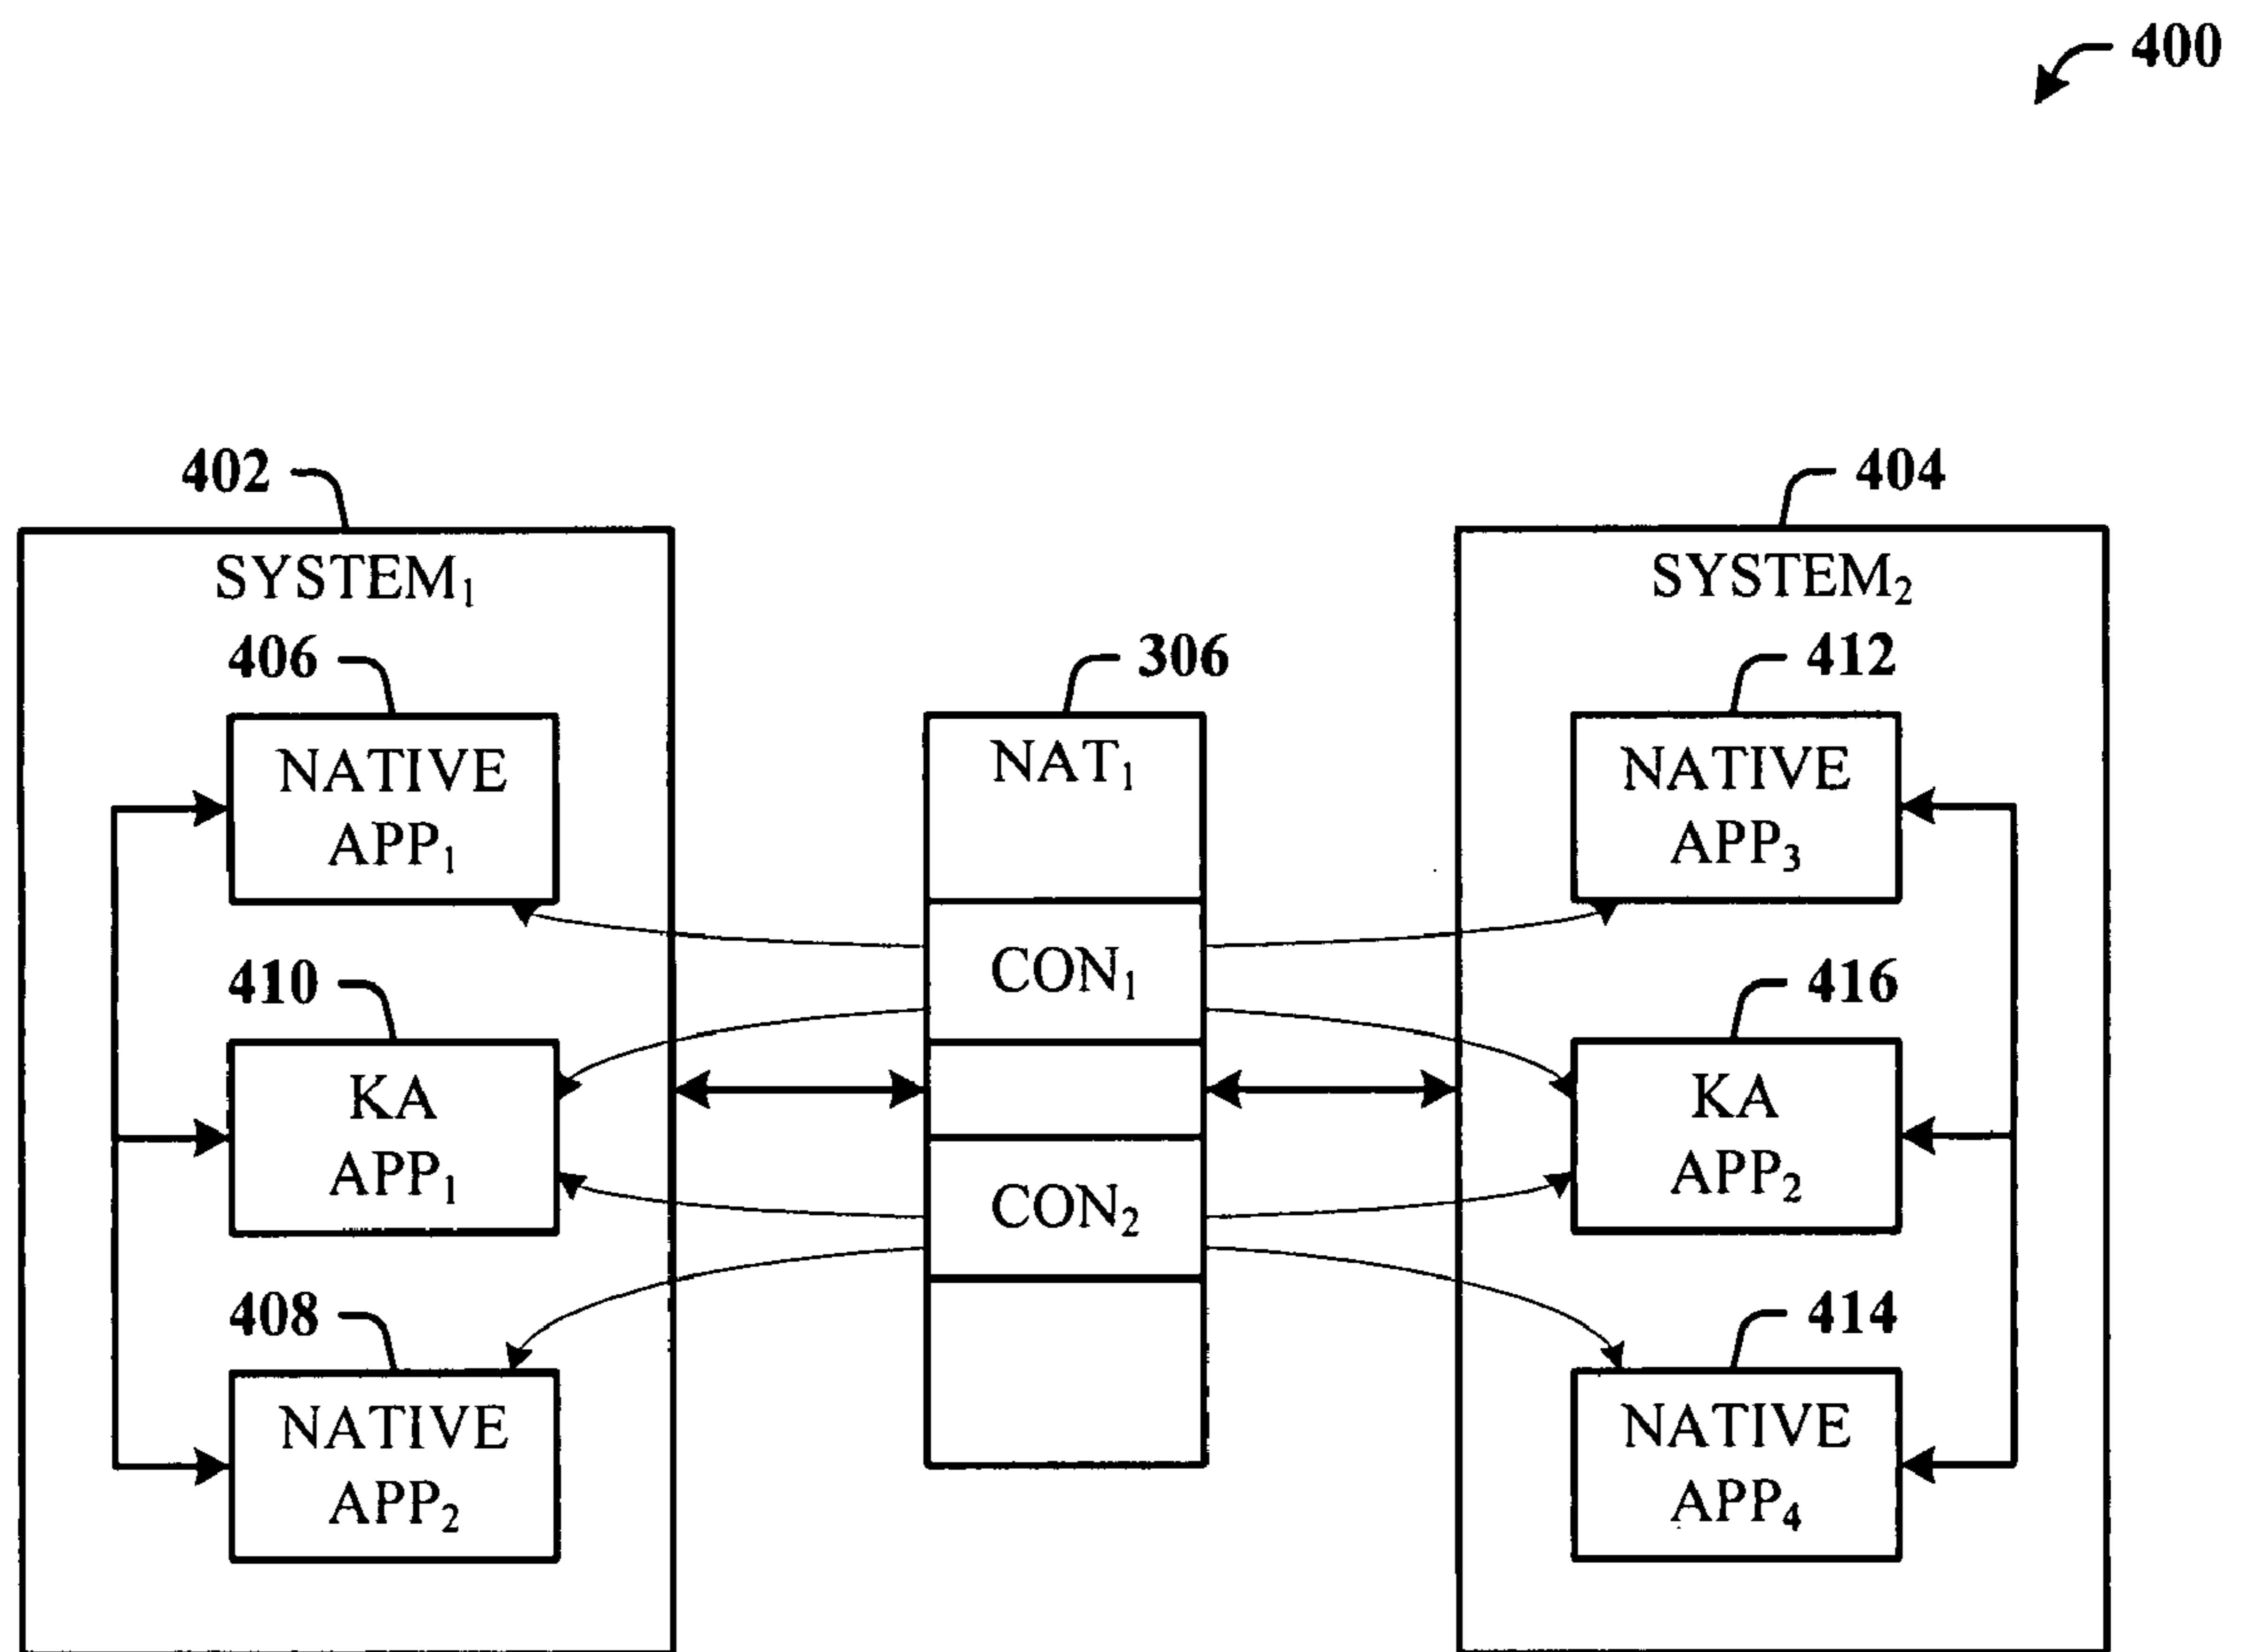 400
402
404
SYSTEM₁
SYSTEM₂
406
306
412
NATIVE
APP₁
NAT₁
NATIVE
APP₃
410
CON₁
416
KA
APP₁
KA
APP₂
CON₂
408
414
NATIVE
APP₂
NATIVE
APP₄